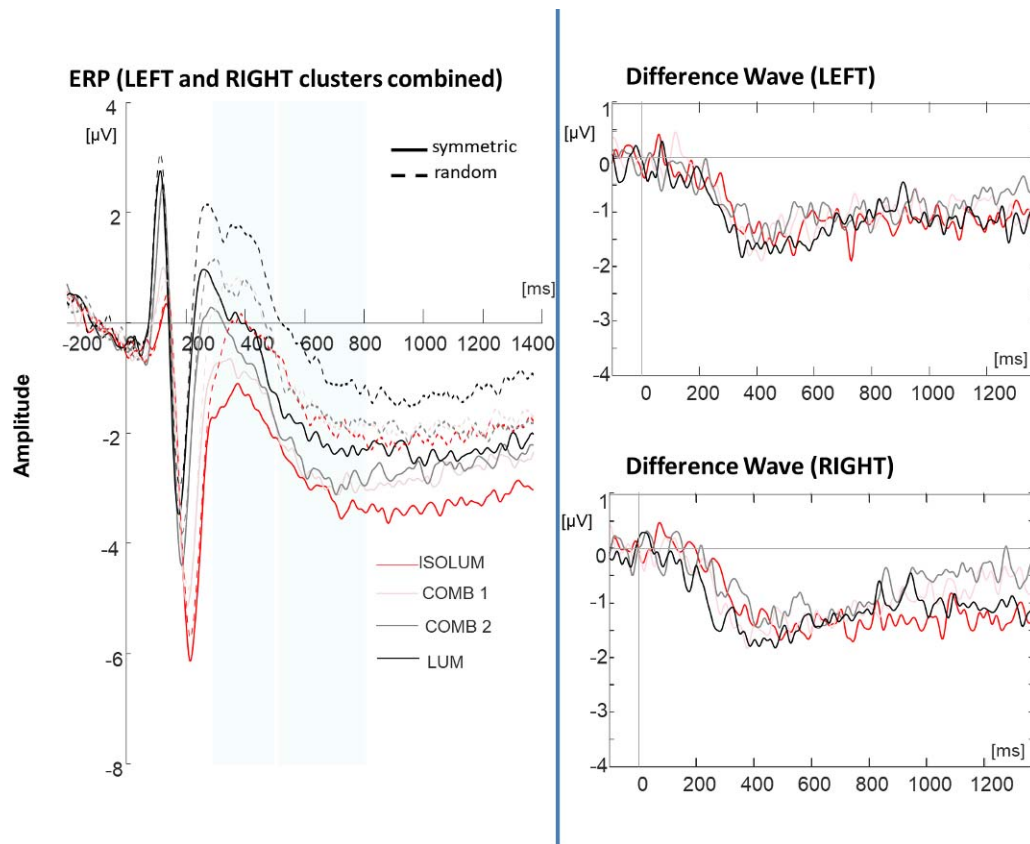 ERP (LEFT and RIGHT clusters combined)
4
[µV]
symmetric
random
2
[ms]
-200 0 200 400 600 800 1000 1200 1400
-2
Amplitude
-4
ISOLUM
COMB 1
-6
COMB 2
LUM
-8
Difference Wave (LEFT)
1
[µV]
0
-1
-2
-3
[ms]
-4
0 200 400 600 800 1000 1200
Difference Wave (RIGHT)
1
[µV]
0
-1
-2
-3
[ms]
-4
0 200 400 600 800 1000 1200